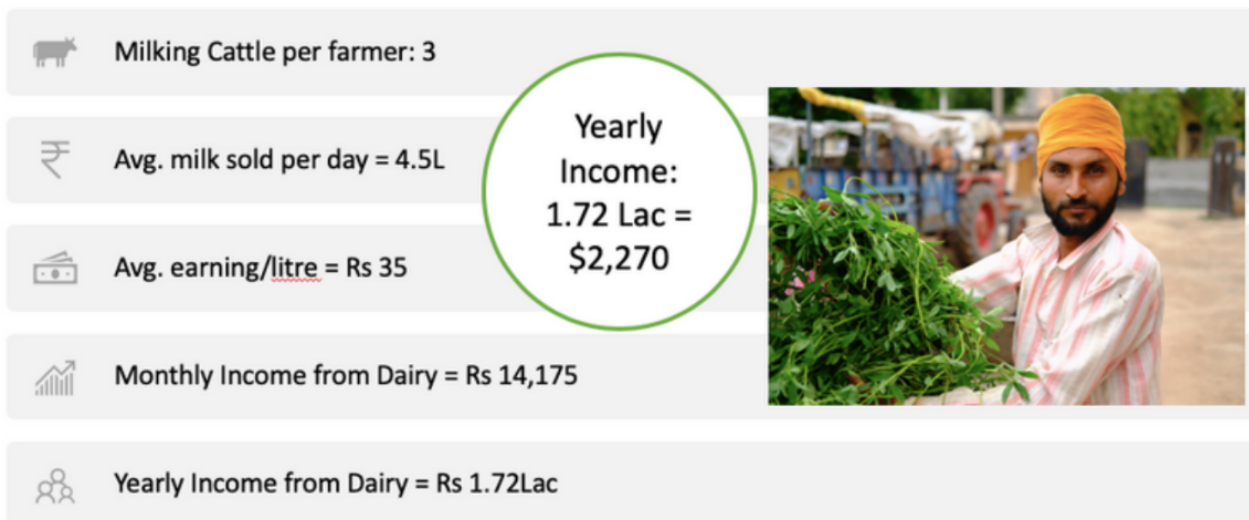 Milking Cattle per farmer: 3
Avg. milk sold per day = 4.5L
Avg. earning/litre = Rs 35
Monthly Income from Dairy = Rs 14,175
Yearly Income from Dairy = Rs 1.72Lac
Yearly
Income:
1.72 Lac =
$2,270